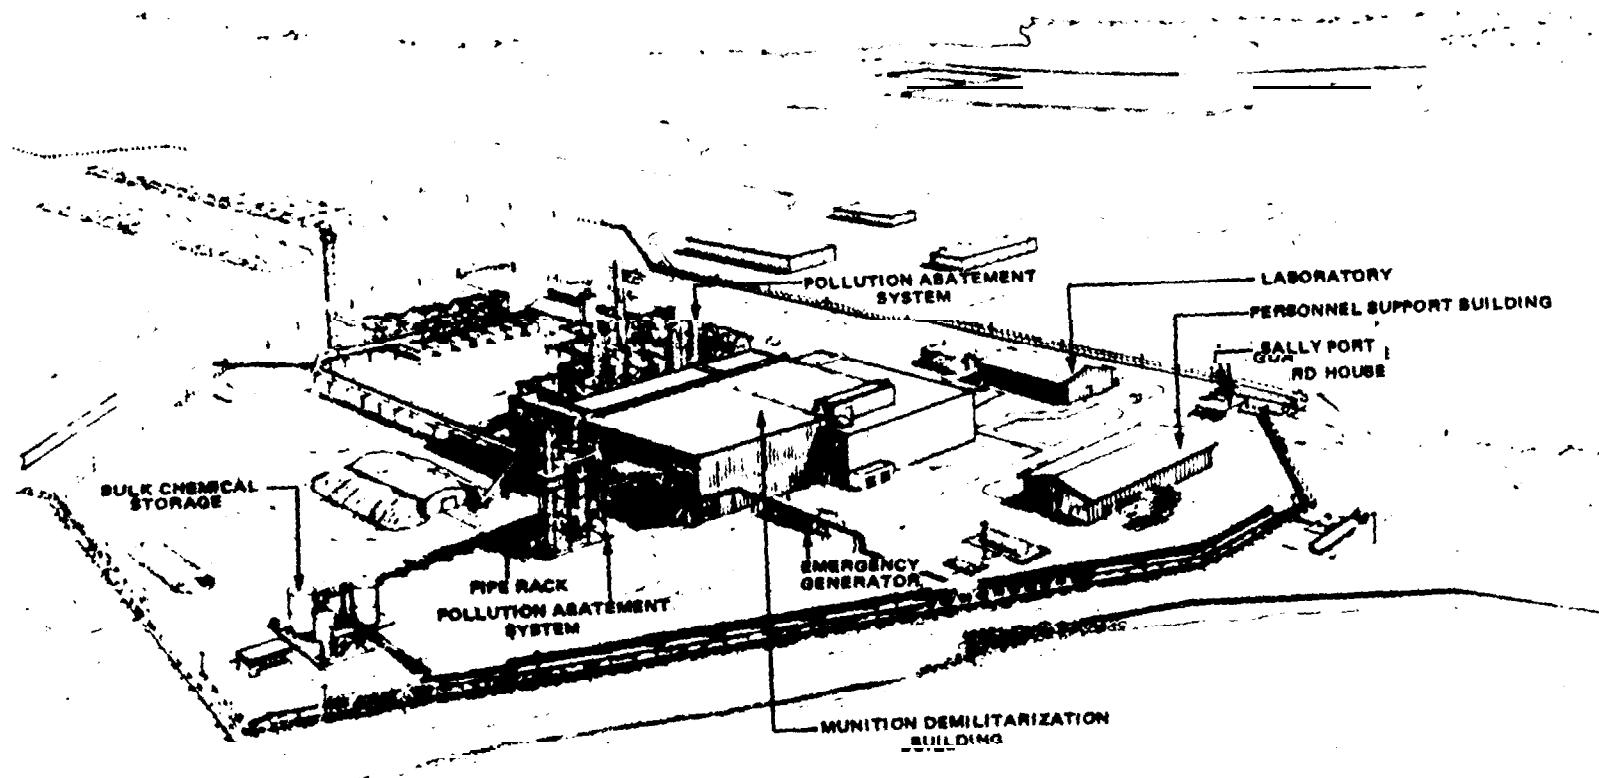 POLLUTION ABATEMENT
SYSTEM
LABORATORY
PERSONNEL SUPPORT BUILDING
SALLY PORT
GUARD HOUSE
BULK CHEMICAL
STORAGE
PIPE RACK
POLLUTION ABATEMENT
SYSTEM
EMERGENCY
GENERATOR
MUNITION DEMILITARIZATION
BUILDING